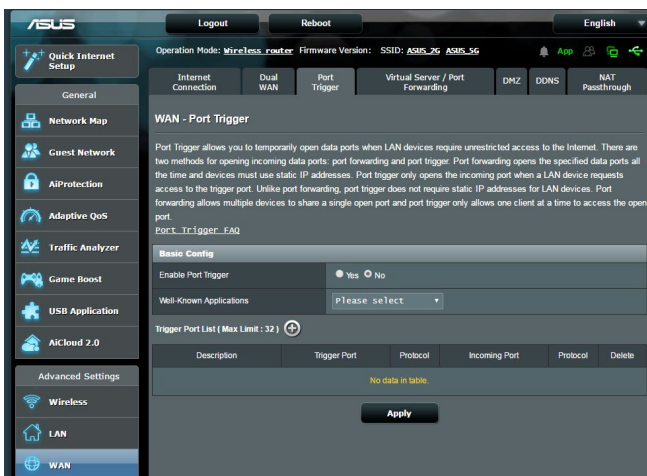 ASUS
Logout Reboot English
Quick Internet
Setup
Operation Mode: Wireless router Firmware Version: SSID: ASUS_2G ASUS_5G
App
Internet
Connection
Dual
WAN
Port
Trigger
Virtual Server / Port
Forwarding
DMZ
DDNS
NAT
Passthrough
General
Network Map
Guest Network
AiProtection
Adaptive QoS
Traffic Analyzer
Game Boost
USB Application
AiCloud 2.0
Advanced Settings
Wireless
LAN
WAN
WAN - Port Trigger
Port Trigger allows you to temporarily open data ports when LAN devices require unrestricted access to the Internet. There are
two methods for opening incoming data ports: port forwarding and port trigger. Port forwarding opens the specified data ports all
the time and devices must use static IP addresses. Port trigger only opens the incoming port when a LAN device requests
access to the trigger port. Unlike port forwarding, port trigger does not require static IP addresses for LAN devices. Port
forwarding allows multiple devices to share a single open port and port trigger only allows one client at a time to access the open
port.
Port Trigger FAQ
Basic Config
Enable Port Trigger Yes No
Well-Known Applications Please select
Trigger Port List ( Max Limit : 32 )
Description Trigger Port Protocol Incoming Port Protocol Delete
No data in table.
Apply